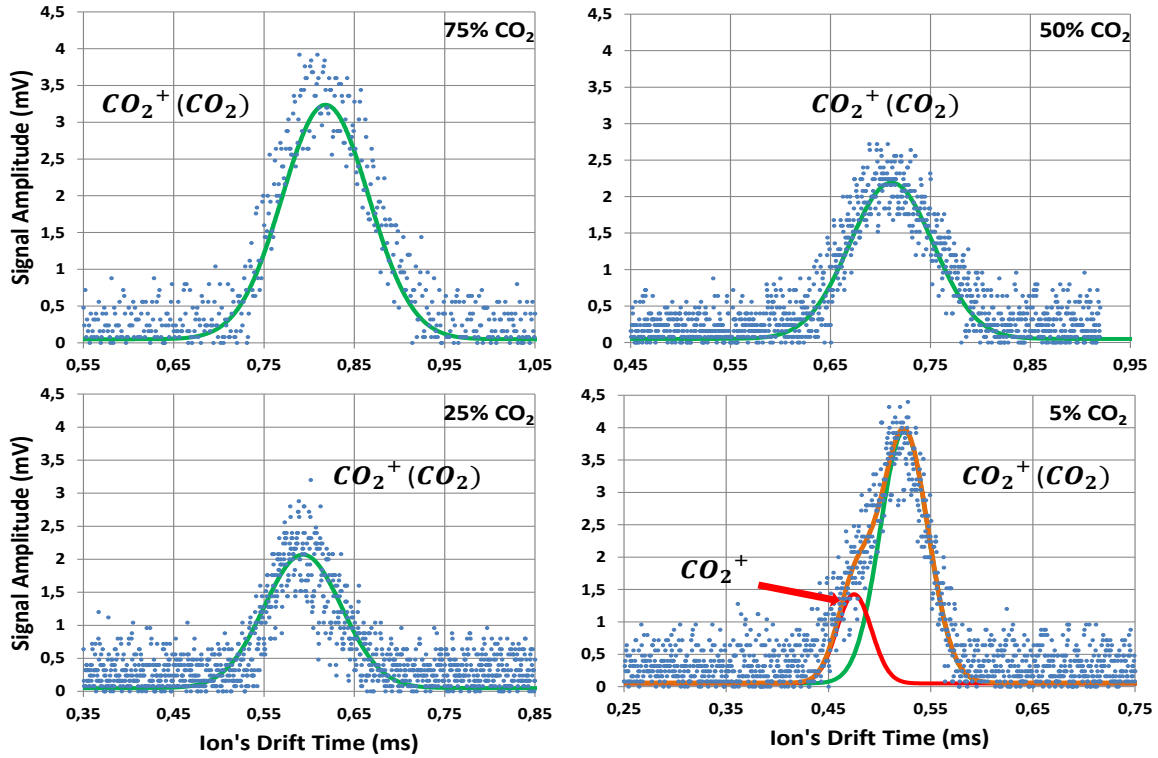 75% CO₂
CO₂⁺(CO₂)
Signal Amplitude (mV)
4,5
4
3,5
3
2,5
2
1,5
1
0,5
0
0,55 0,65 0,75 0,85 0,95 1,05
50% CO₂
CO₂⁺(CO₂)
4,5
4
3,5
3
2,5
2
1,5
1
0,5
0
0,45 0,55 0,65 0,75 0,85 0,95
25% CO₂
CO₂⁺(CO₂)
Signal Amplitude (mV)
4,5
4
3,5
3
2,5
2
1,5
1
0,5
0
0,35 0,45 0,55 0,65 0,75 0,85
Ion's Drift Time (ms)
5% CO₂
CO₂⁺(CO₂)
CO₂⁺
4,5
4
3,5
3
2,5
2
1,5
1
0,5
0
0,25 0,35 0,45 0,55 0,65 0,75
Ion's Drift Time (ms)